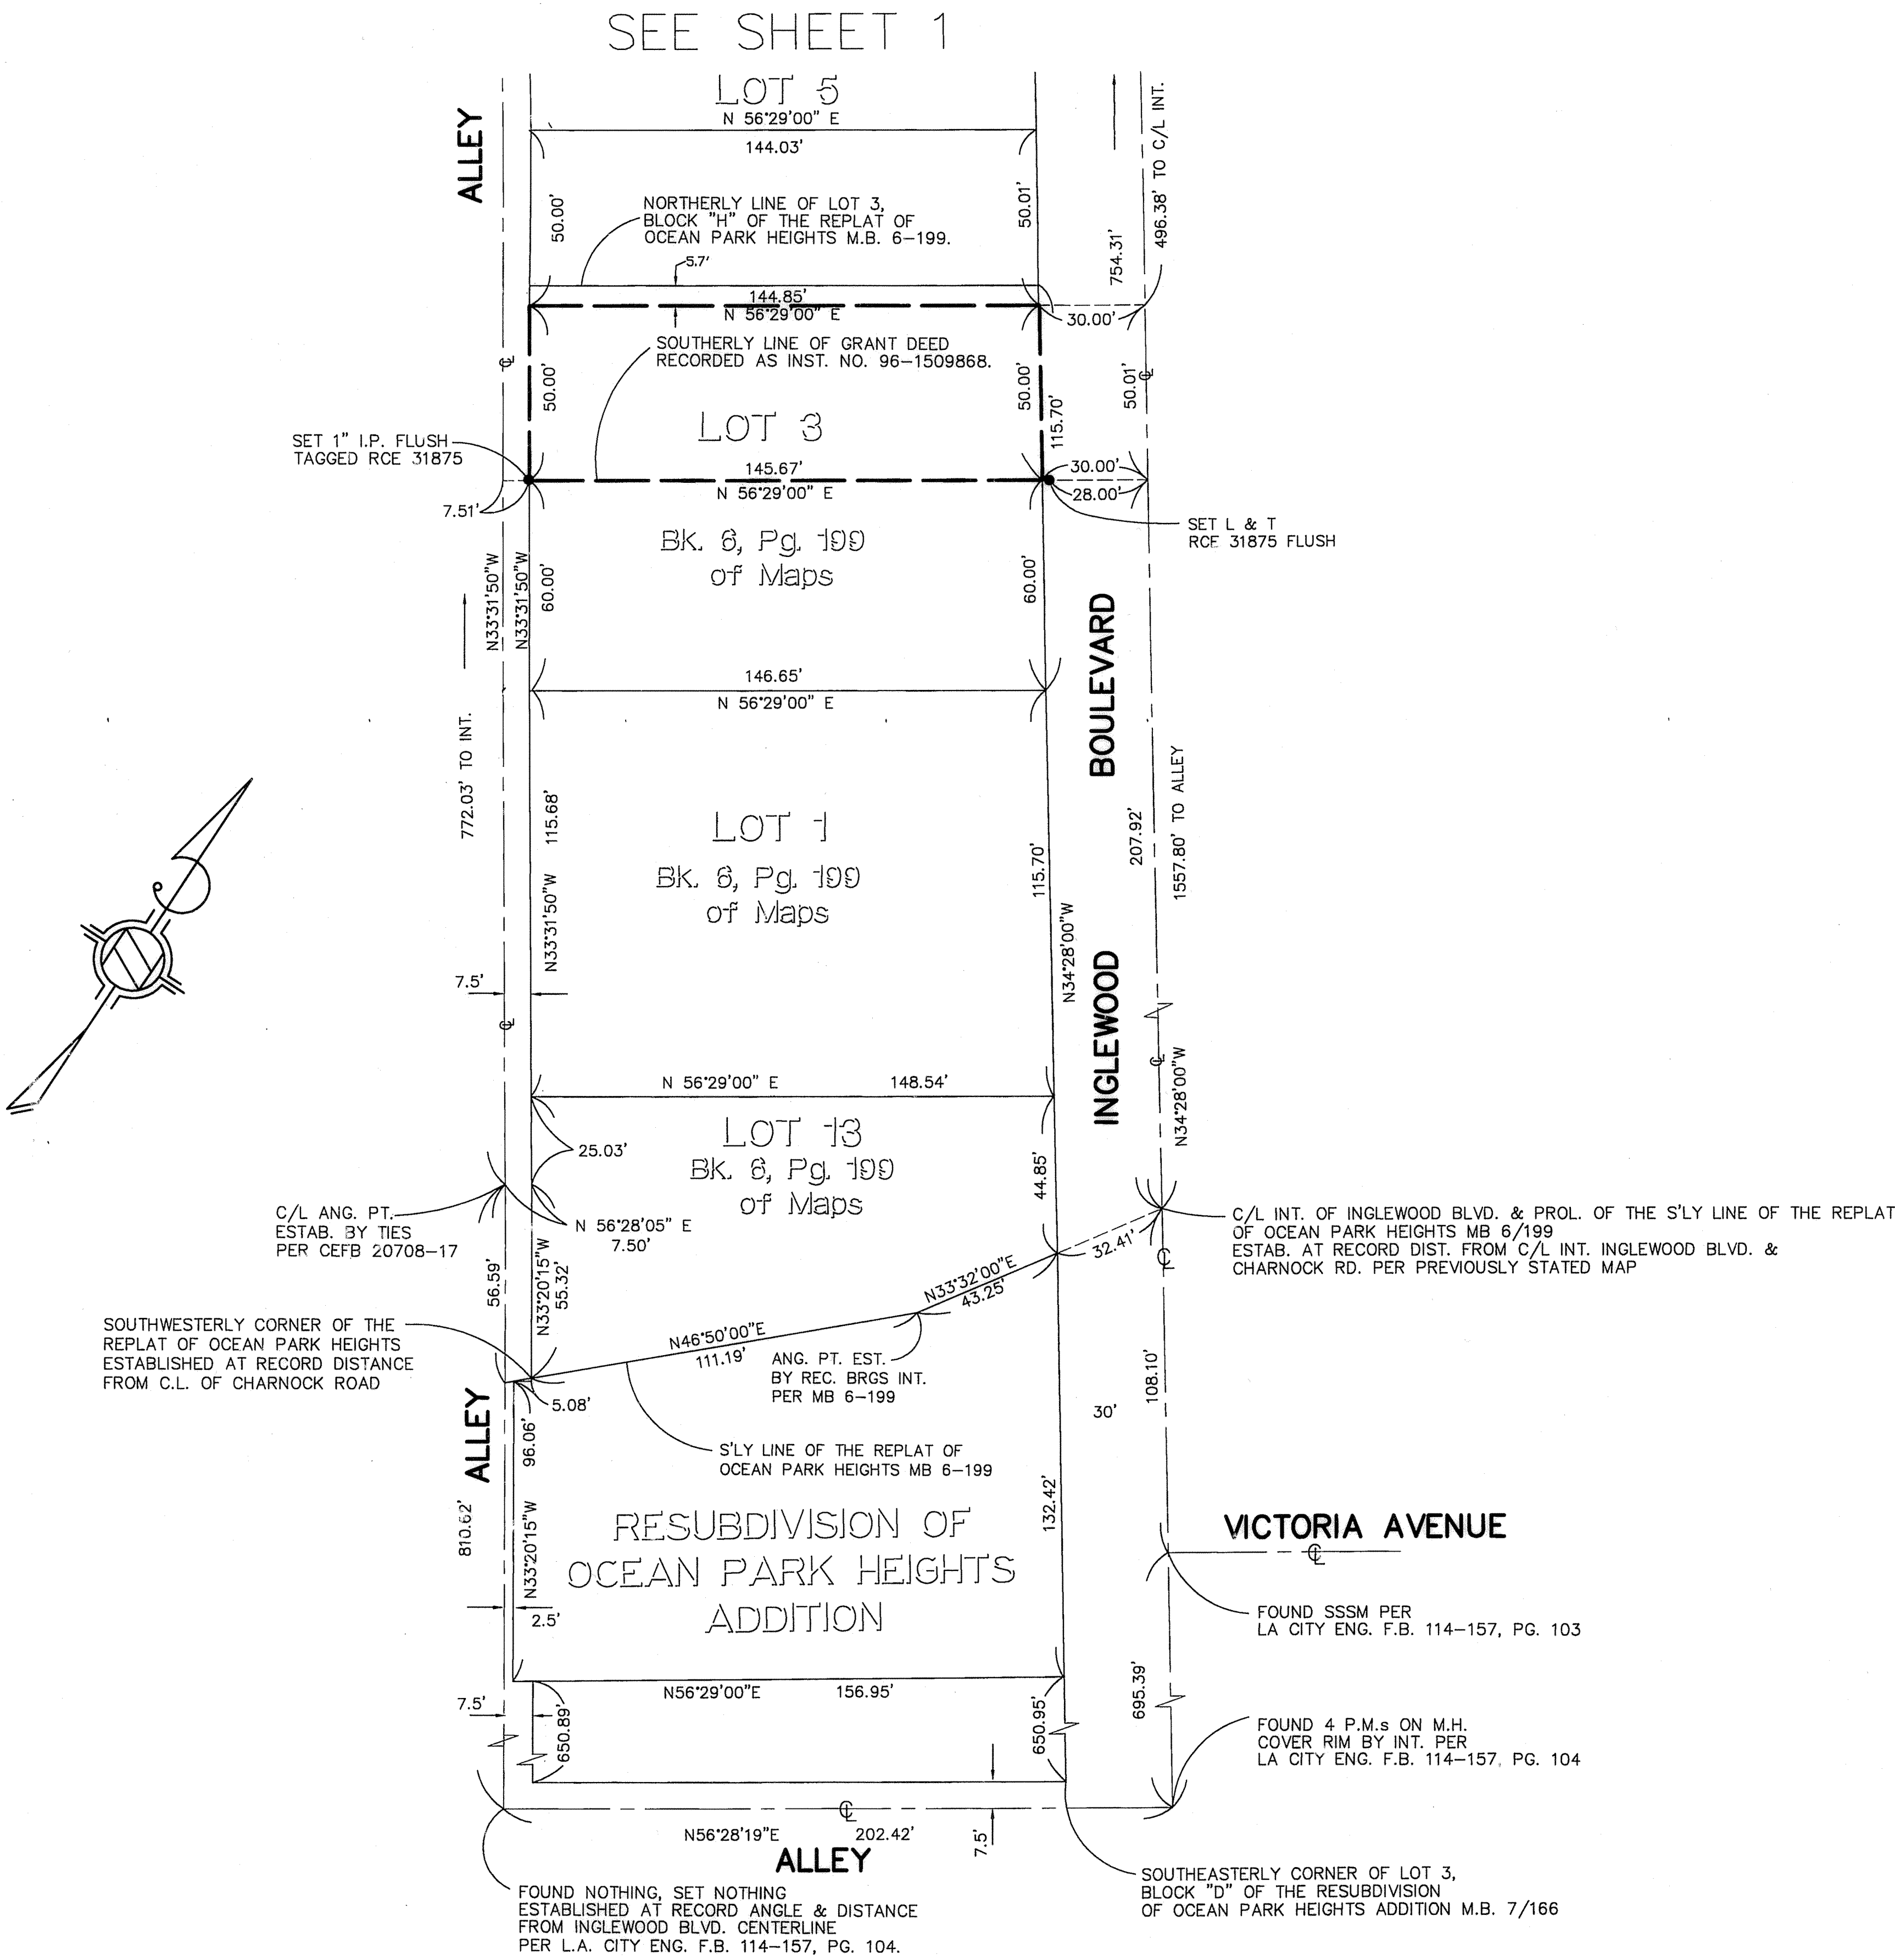 SEE SHEET 1
LOT 5
N 56°29'00" E
144.03'
ALLEY
50.00'
50.01'
NORTHERLY LINE OF LOT 3,
BLOCK "H" OF THE REPLAT OF
OCEAN PARK HEIGHTS M.B. 6-199.
5.7'
754.31'
496.38' TO C/L INT.
144.85'
N 56°29'00" E
30.00'
SOUTHERLY LINE OF GRANT DEED
RECORDED AS INST. NO. 96-1509868.
℄
50.00'
50.00'
115.70'
50.01'
℄
LOT 3
SET 1" I.P. FLUSH
TAGGED RCE 31875
145.67'
N 56°29'00" E
30.00'
28.00'
7.51'
SET L & T
RCE 31875 FLUSH
Bk. 6, Pg. 199
of Maps
N33°31'50"W
N33°31'50"W
60.00'
60.00'
146.65'
N 56°29'00" E
BOULEVARD
772.03' TO INT.
115.68'
LOT 1
Bk. 6, Pg. 199
of Maps
N33°31'50"W
115.70'
N34°28'00"W
207.92'
1557.80' TO ALLEY
7.5'
℄
INGLEWOOD
℄
N34°28'00"W
N 56°29'00" E 148.54'
LOT 13
Bk. 6, Pg. 199
of Maps
25.03'
44.85'
C/L ANG. PT.
ESTAB. BY TIES
PER CEFB 20708-17
N 56°28'05" E
7.50'
C/L INT. OF INGLEWOOD BLVD. & PROL. OF THE S'LY LINE OF THE REPLAT
OF OCEAN PARK HEIGHTS MB 6/199
ESTAB. AT RECORD DIST. FROM C/L INT. INGLEWOOD BLVD. &
CHARNOCK RD. PER PREVIOUSLY STATED MAP
32.41'
℄
56.59'
N33°20'15"W
55.32'
N33°32'00"E
43.25'
SOUTHWESTERLY CORNER OF THE
REPLAT OF OCEAN PARK HEIGHTS
ESTABLISHED AT RECORD DISTANCE
FROM C.L. OF CHARNOCK ROAD
N46°50'00"E
111.19'
ANG. PT. EST.
BY REC. BRGS INT.
PER MB 6-199
5.08'
108.10'
30'
ALLEY
96.06'
S'LY LINE OF THE REPLAT OF
OCEAN PARK HEIGHTS MB 6-199
810.62'
N33°20'15"W
132.42'
RESUBDIVISION OF
OCEAN PARK HEIGHTS
ADDITION
VICTORIA AVENUE
℄
2.5'
FOUND SSSM PER
LA CITY ENG. F.B. 114-157, PG. 103
N56°29'00"E 156.95'
7.5'
650.89'
650.95'
695.39'
FOUND 4 P.M.s ON M.H.
COVER RIM BY INT. PER
LA CITY ENG. F.B. 114-157, PG. 104
℄
N56°28'19"E 202.42'
7.5'
ALLEY
FOUND NOTHING, SET NOTHING
ESTABLISHED AT RECORD ANGLE & DISTANCE
FROM INGLEWOOD BLVD. CENTERLINE
PER L.A. CITY ENG. F.B. 114-157, PG. 104.
SOUTHEASTERLY CORNER OF LOT 3,
BLOCK "D" OF THE RESUBDIVISION
OF OCEAN PARK HEIGHTS ADDITION M.B. 7/166